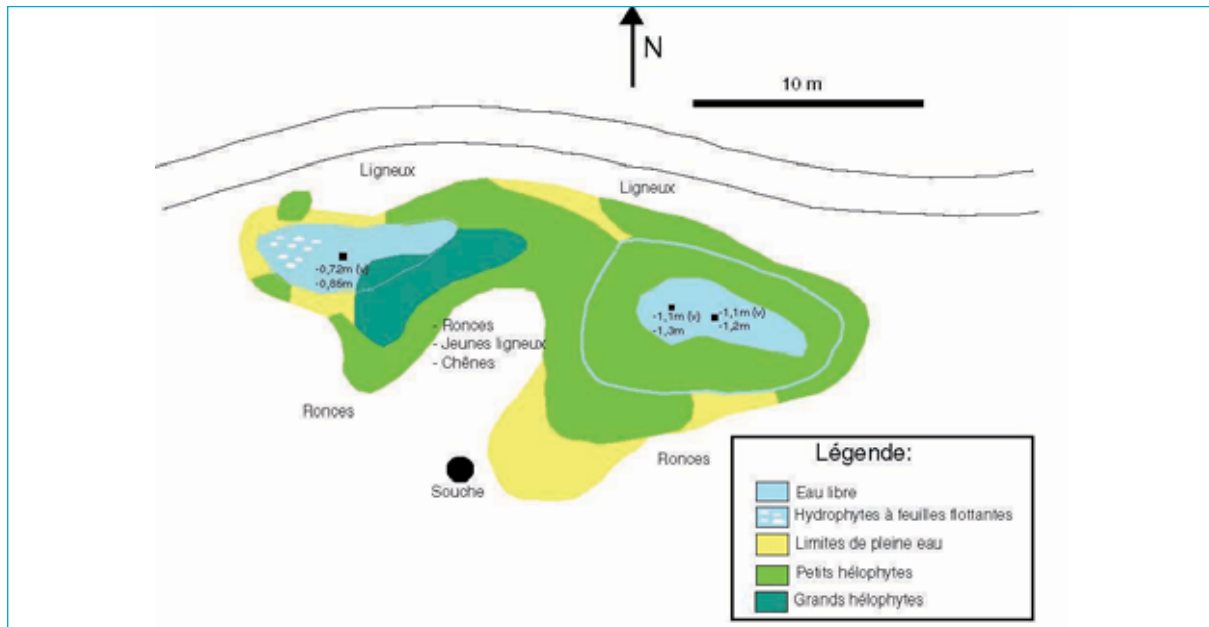 N
10 m
Ligneux
Ligneux
-0,72m (v)
-0,85m
-1,1m (v)
-1,3m
-1,1m (v)
-1,2m
- Ronces
- Jeunes ligneux
- Chênes
Ronces
Ronces
Souche
Légende:
Eau libre
Hydrophytes à feuilles flottantes
Limites de pleine eau
Petits hélophytes
Grands hélophytes